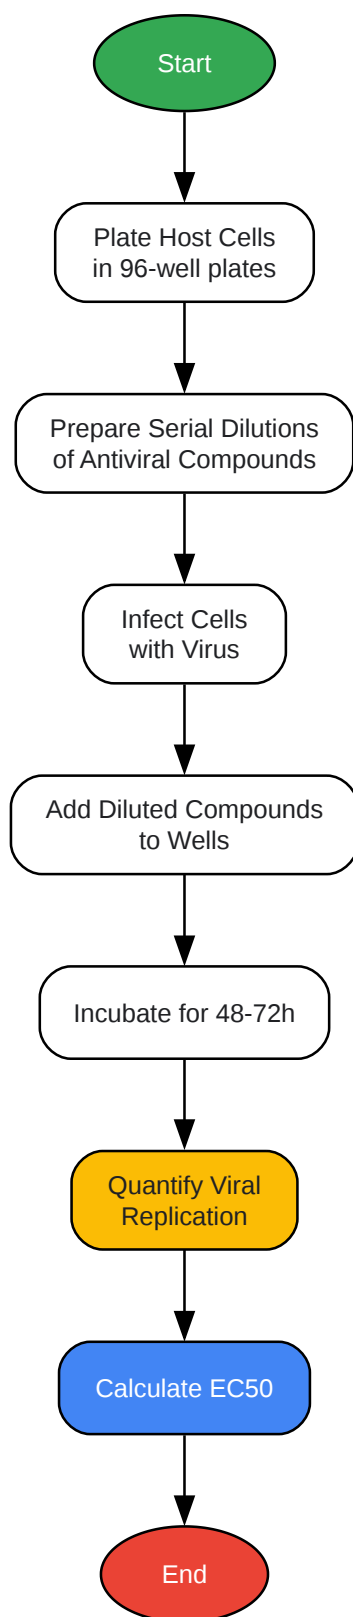 Start
Plate Host Cells
in 96-well plates
Prepare Serial Dilutions
of Antiviral Compounds
Infect Cells
with Virus
Add Diluted Compounds
to Wells
Incubate for 48-72h
Quantify Viral
Replication
Calculate EC50
End